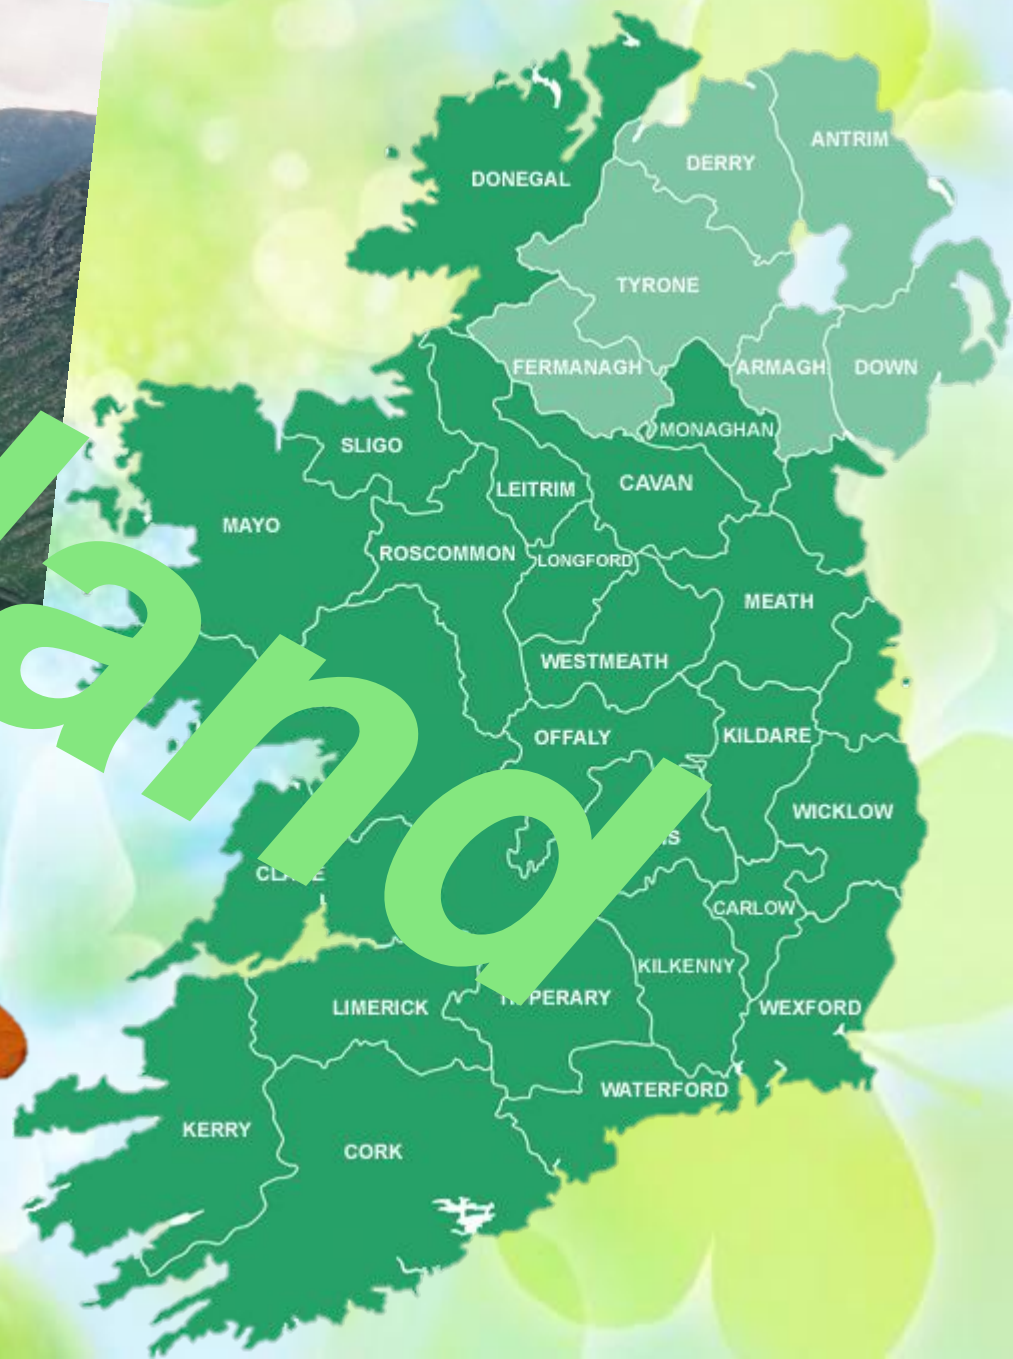 ANTRIM
DERRY
DONEGAL
TYRONE
FERMANAGH
ARMAGH
DOWN
MONAGHAN
SLIGO
CAVAN
LEITRIM
MAYO
ROSCOMMON
LONGFORD
MEATH
WESTMEATH
OFFALY
KILDARE
WICKLOW
land
CARLOW
KILKENNY
LIMERICK
WEXFORD
WATERFORD
KERRY
CORK